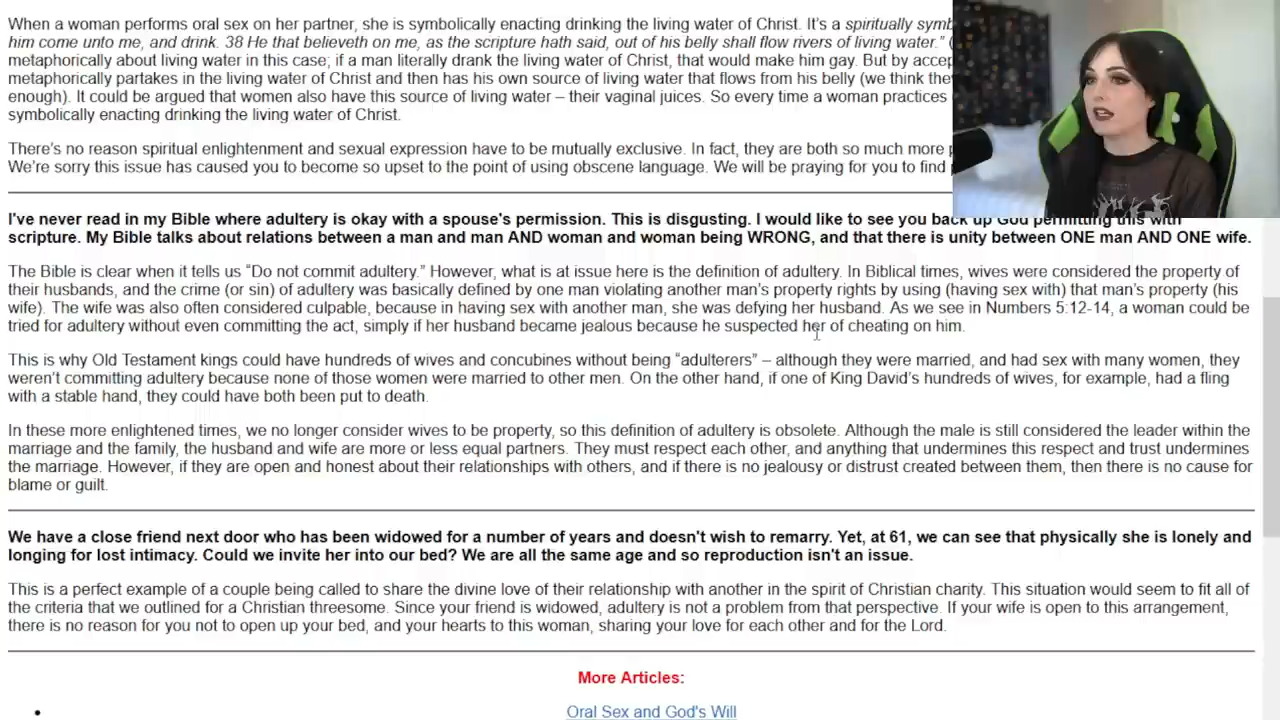 When a woman performs oral sex on her partner, she is symbolically enacting drinking the living water of Christ. It's a spiritually
him come unto me, and drink. 38 He that believeth on me, as the scripture hath said, out of his belly shall flow rivers of living water."
metaphorically about living water in this case; if a man literally drank the living water of Christ, that would make him gay. But by
metaphorically partakes in the living water of Christ and then has his own source of living water that flows from his belly (we think
enough). It could be argued that women also have this source of living water – their vaginal juices. So every time a woman practices
symbolically enacting drinking the living water of Christ.
There's no reason spiritual enlightenment and sexual expression have to be mutually exclusive. In fact, they are both so much more
We're sorry this issue has caused you to become so upset to the point of using obscene language. We will be praying for you to find
I've never read in my Bible where adultery is okay with a spouse's permission. This is disgusting. I would like to see you back up God permitting this with
scripture. My Bible talks about relations between a man and man AND woman and woman being WRONG, and that there is unity between ONE man AND ONE wife.
The Bible is clear when it tells us “Do not commit adultery.” However, what is at issue here is the definition of adultery. In Biblical times, wives were considered the property of
their husbands, and the crime (or sin) of adultery was basically defined by one man violating another man's property rights by using (having sex with) that man's property (his
wife). The wife was also often considered culpable, because in having sex with another man, she was defying her husband. As we see in Numbers 5:12-14, a woman could be
tried for adultery without even committing the act, simply if her husband became jealous because he suspected her of cheating on him.
This is why Old Testament kings could have hundreds of wives and concubines without being “adulterers” – although they were married, and had sex with many women, they
weren't committing adultery because none of those women were married to other men. On the other hand, if one of King David's hundreds of wives, for example, had a fling
with a stable hand, they could have both been put to death.
In these more enlightened times, we no longer consider wives to be property, so this definition of adultery is obsolete. Although the male is still considered the leader within the
marriage and the family, the husband and wife are more or less equal partners. They must respect each other, and anything that undermines this respect and trust undermines
the marriage. However, if they are open and honest about their relationships with others, and if there is no jealousy or distrust created between them, then there is no cause for
blame or guilt.
We have a close friend next door who has been widowed for a number of years and doesn't wish to remarry. Yet, at 61, we can see that physically she is lonely and
longing for lost intimacy. Could we invite her into our bed? We are all the same age and so reproduction isn't an issue.
This is a perfect example of a couple being called to share the divine love of their relationship with another in the spirit of Christian charity. This situation would seem to fit all of
the criteria that we outlined for a Christian threesome. Since your friend is widowed, adultery is not a problem from that perspective. If your wife is open to this arrangement,
there is no reason for you not to open up your bed, and your hearts to this woman, sharing your love for each other and for the Lord.
More Articles:
Oral Sex and God's Will